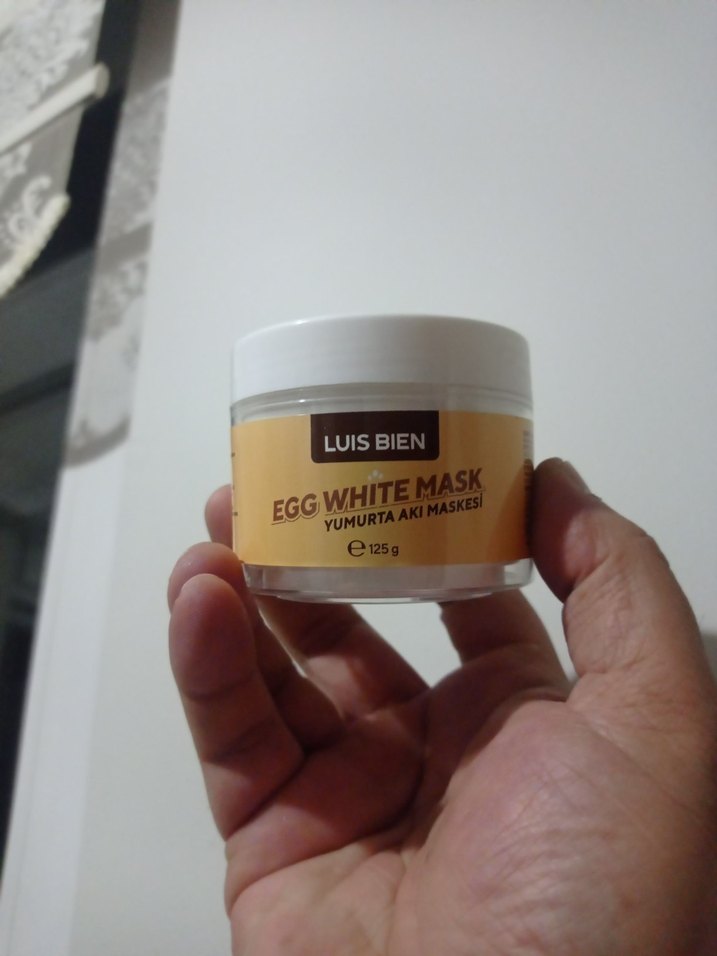 LUIS BIEN
EGG WHITE MASK
YUMURTA AKI MASKESİ
℮ 125 g